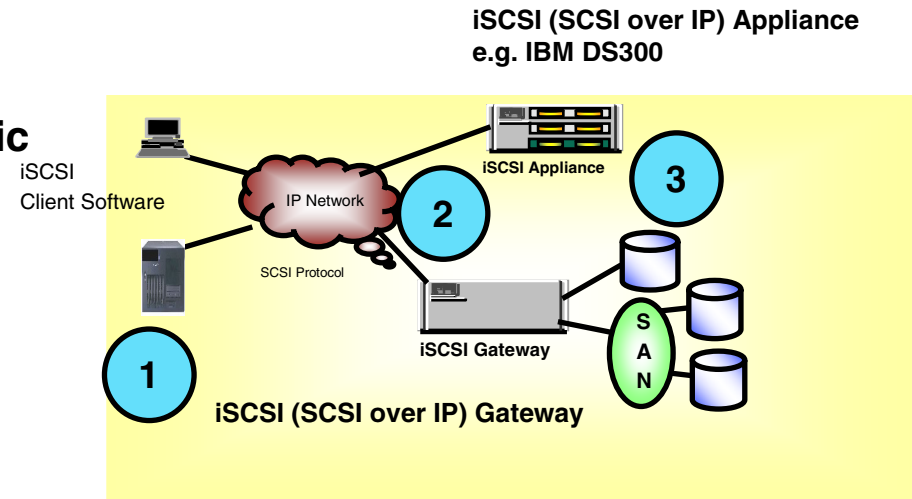 iSCSI (SCSI over IP) Appliance
e.g. IBM DS300
ic
iSCSI
Client Software
IP Network
SCSI Protocol
iSCSI Appliance
1
2
3
iSCSI Gateway
S
A
N
iSCSI (SCSI over IP) Gateway